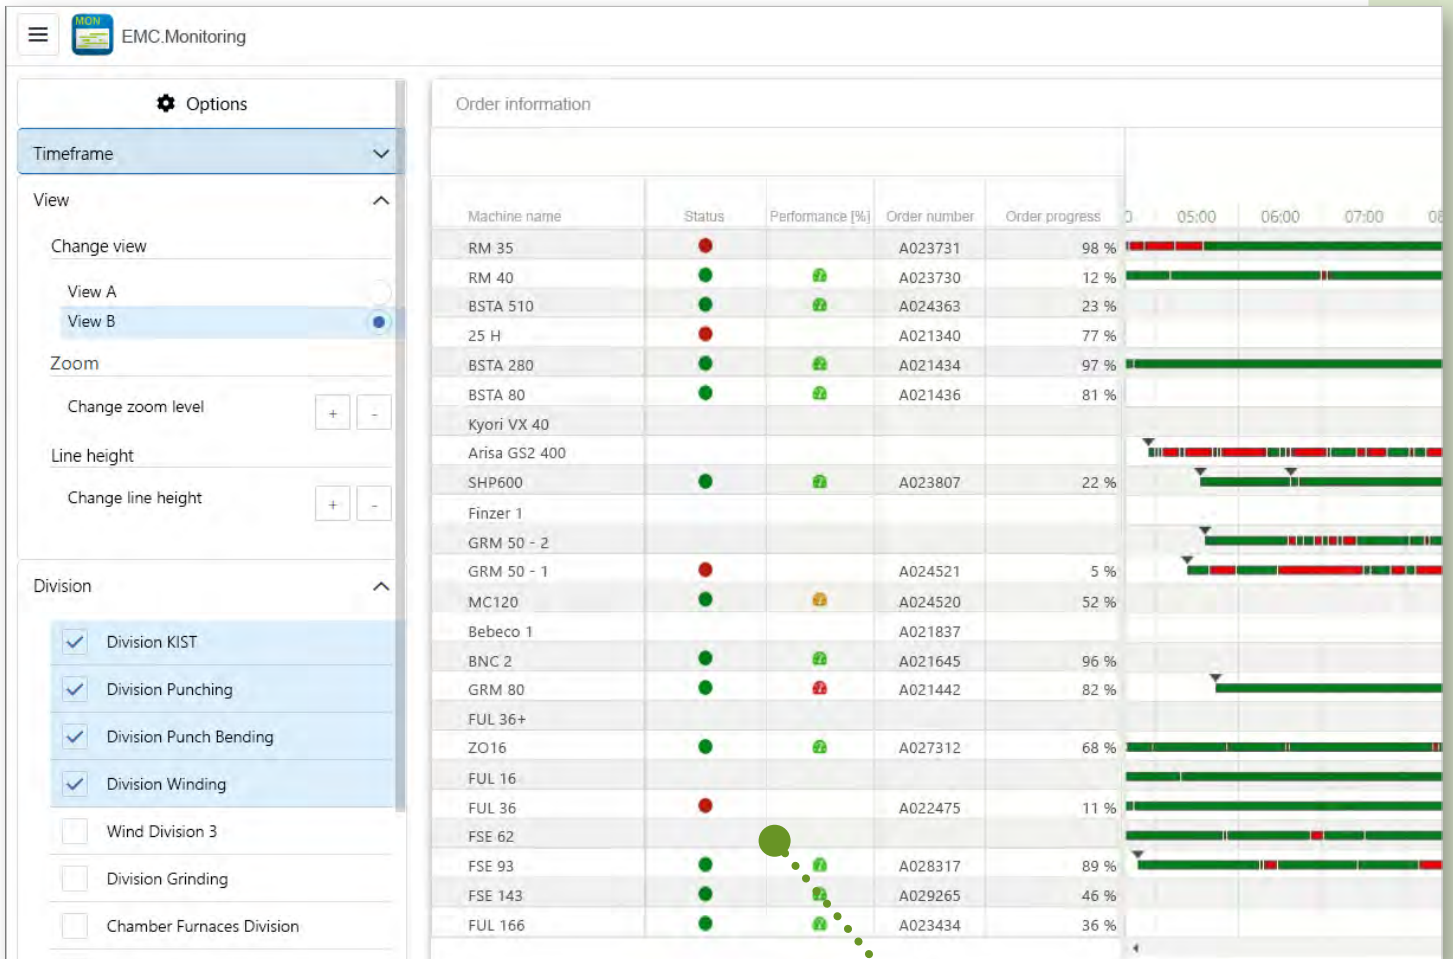 MON
EMC.Monitoring
Options
Timeframe
View
Change view
View A
View B
Zoom
Change zoom level + -
Line height
Change line height + -
Division
Division KIST
Division Punching
Division Punch Bending
Division Winding
Wind Division 3
Division Grinding
Chamber Furnaces Division
Order information
Machine name Status Performance [%] Order number Order progress 0 05:00 06:00 07:00 08
RM 35 A023731 98 %
RM 40 A023730 12 %
BSTA 510 A024363 23 %
25 H A021340 77 %
BSTA 280 A021434 97 %
BSTA 80 A021436 81 %
Kyori VX 40
Arisa GS2 400
SHP600 A023807 22 %
Finzer 1
GRM 50 - 2
GRM 50 - 1 A024521 5 %
MC120 A024520 52 %
Bebeco 1 A021837
BNC 2 A021645 96 %
GRM 80 A021442 82 %
FUL 36+
ZO16 A027312 68 %
FUL 16
FUL 36 A022475 11 %
FSE 62
FSE 93 A028317 89 %
FSE 143 A029265 46 %
FUL 166 A023434 36 %